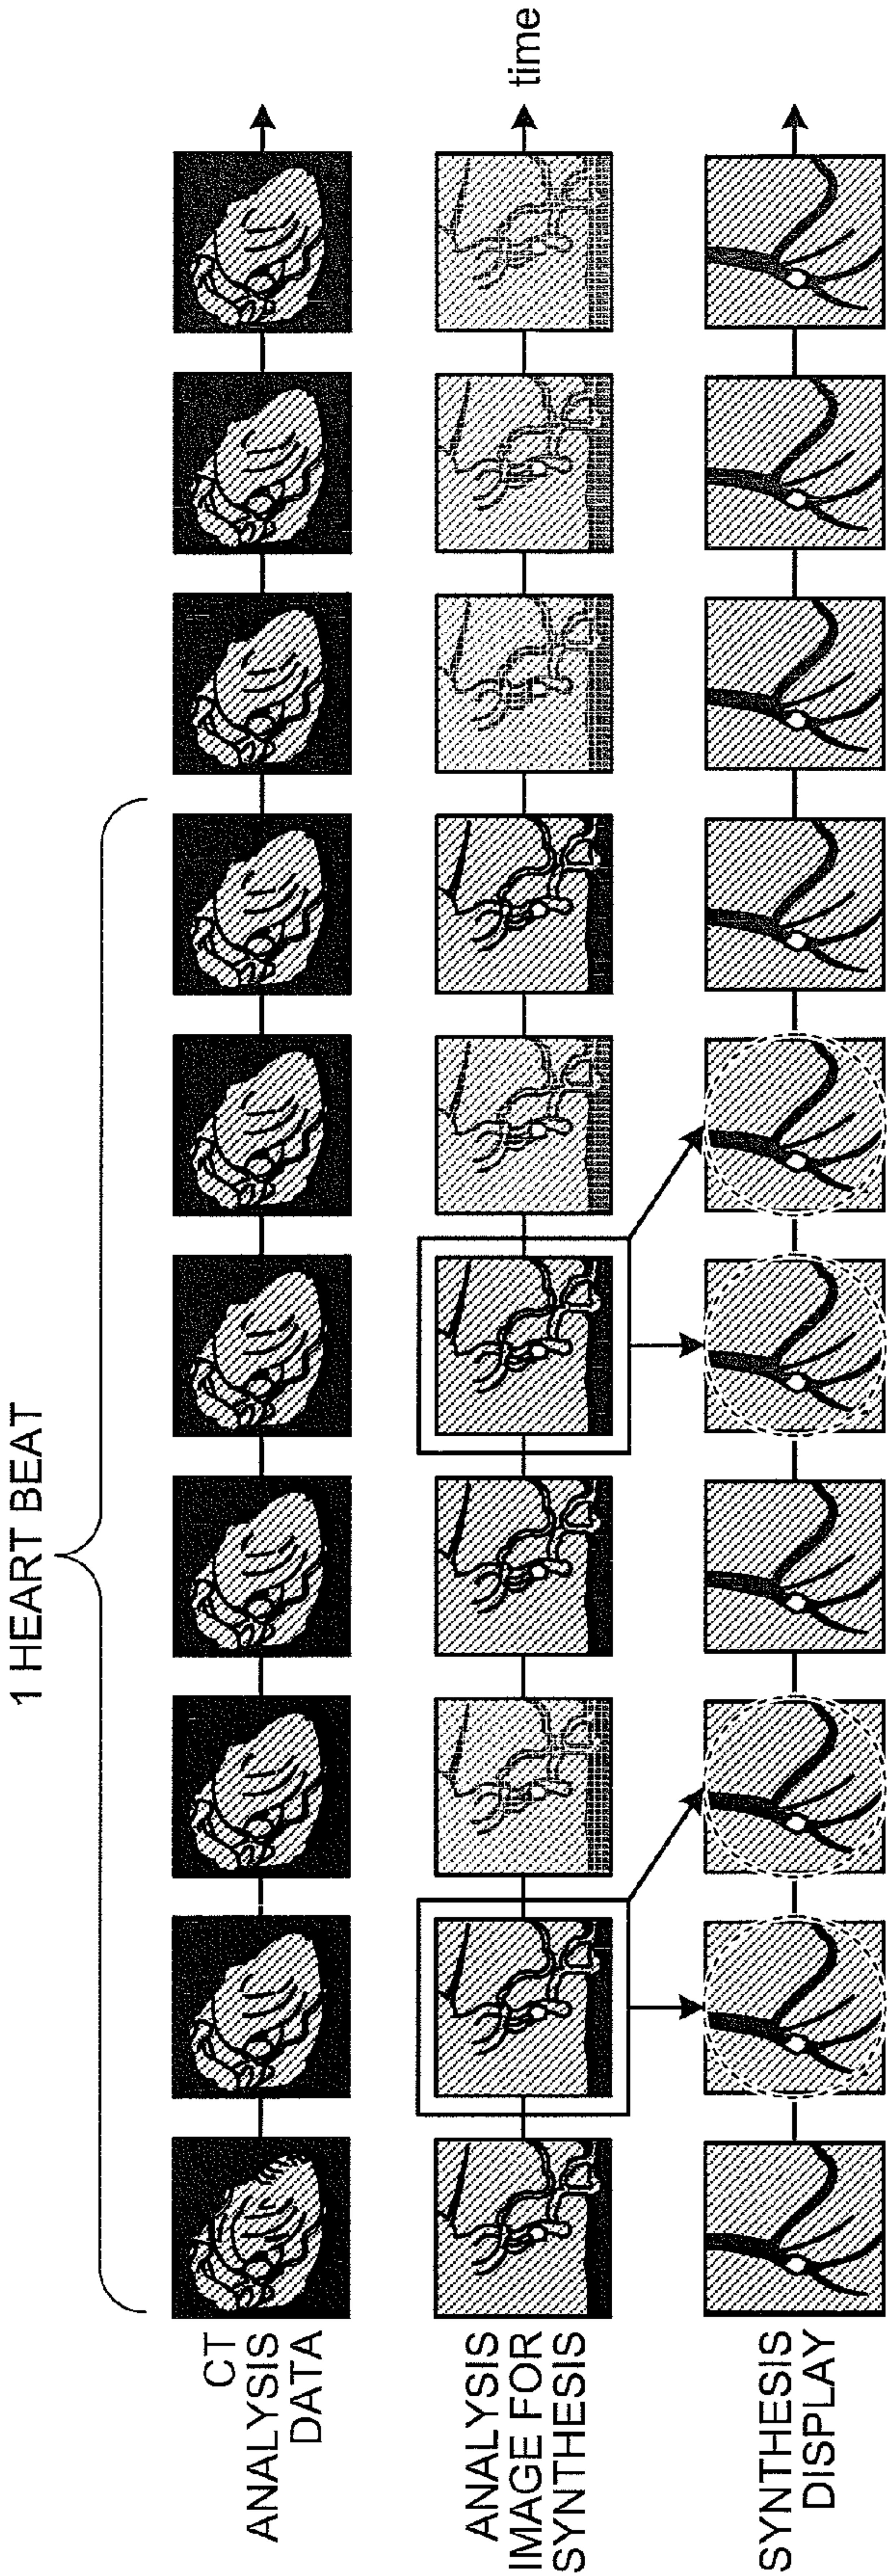 1 HEART BEAT
CT
ANALYSIS
DATA
ANALYSIS
IMAGE FOR
SYNTHESIS
time
SYNTHESIS
DISPLAY